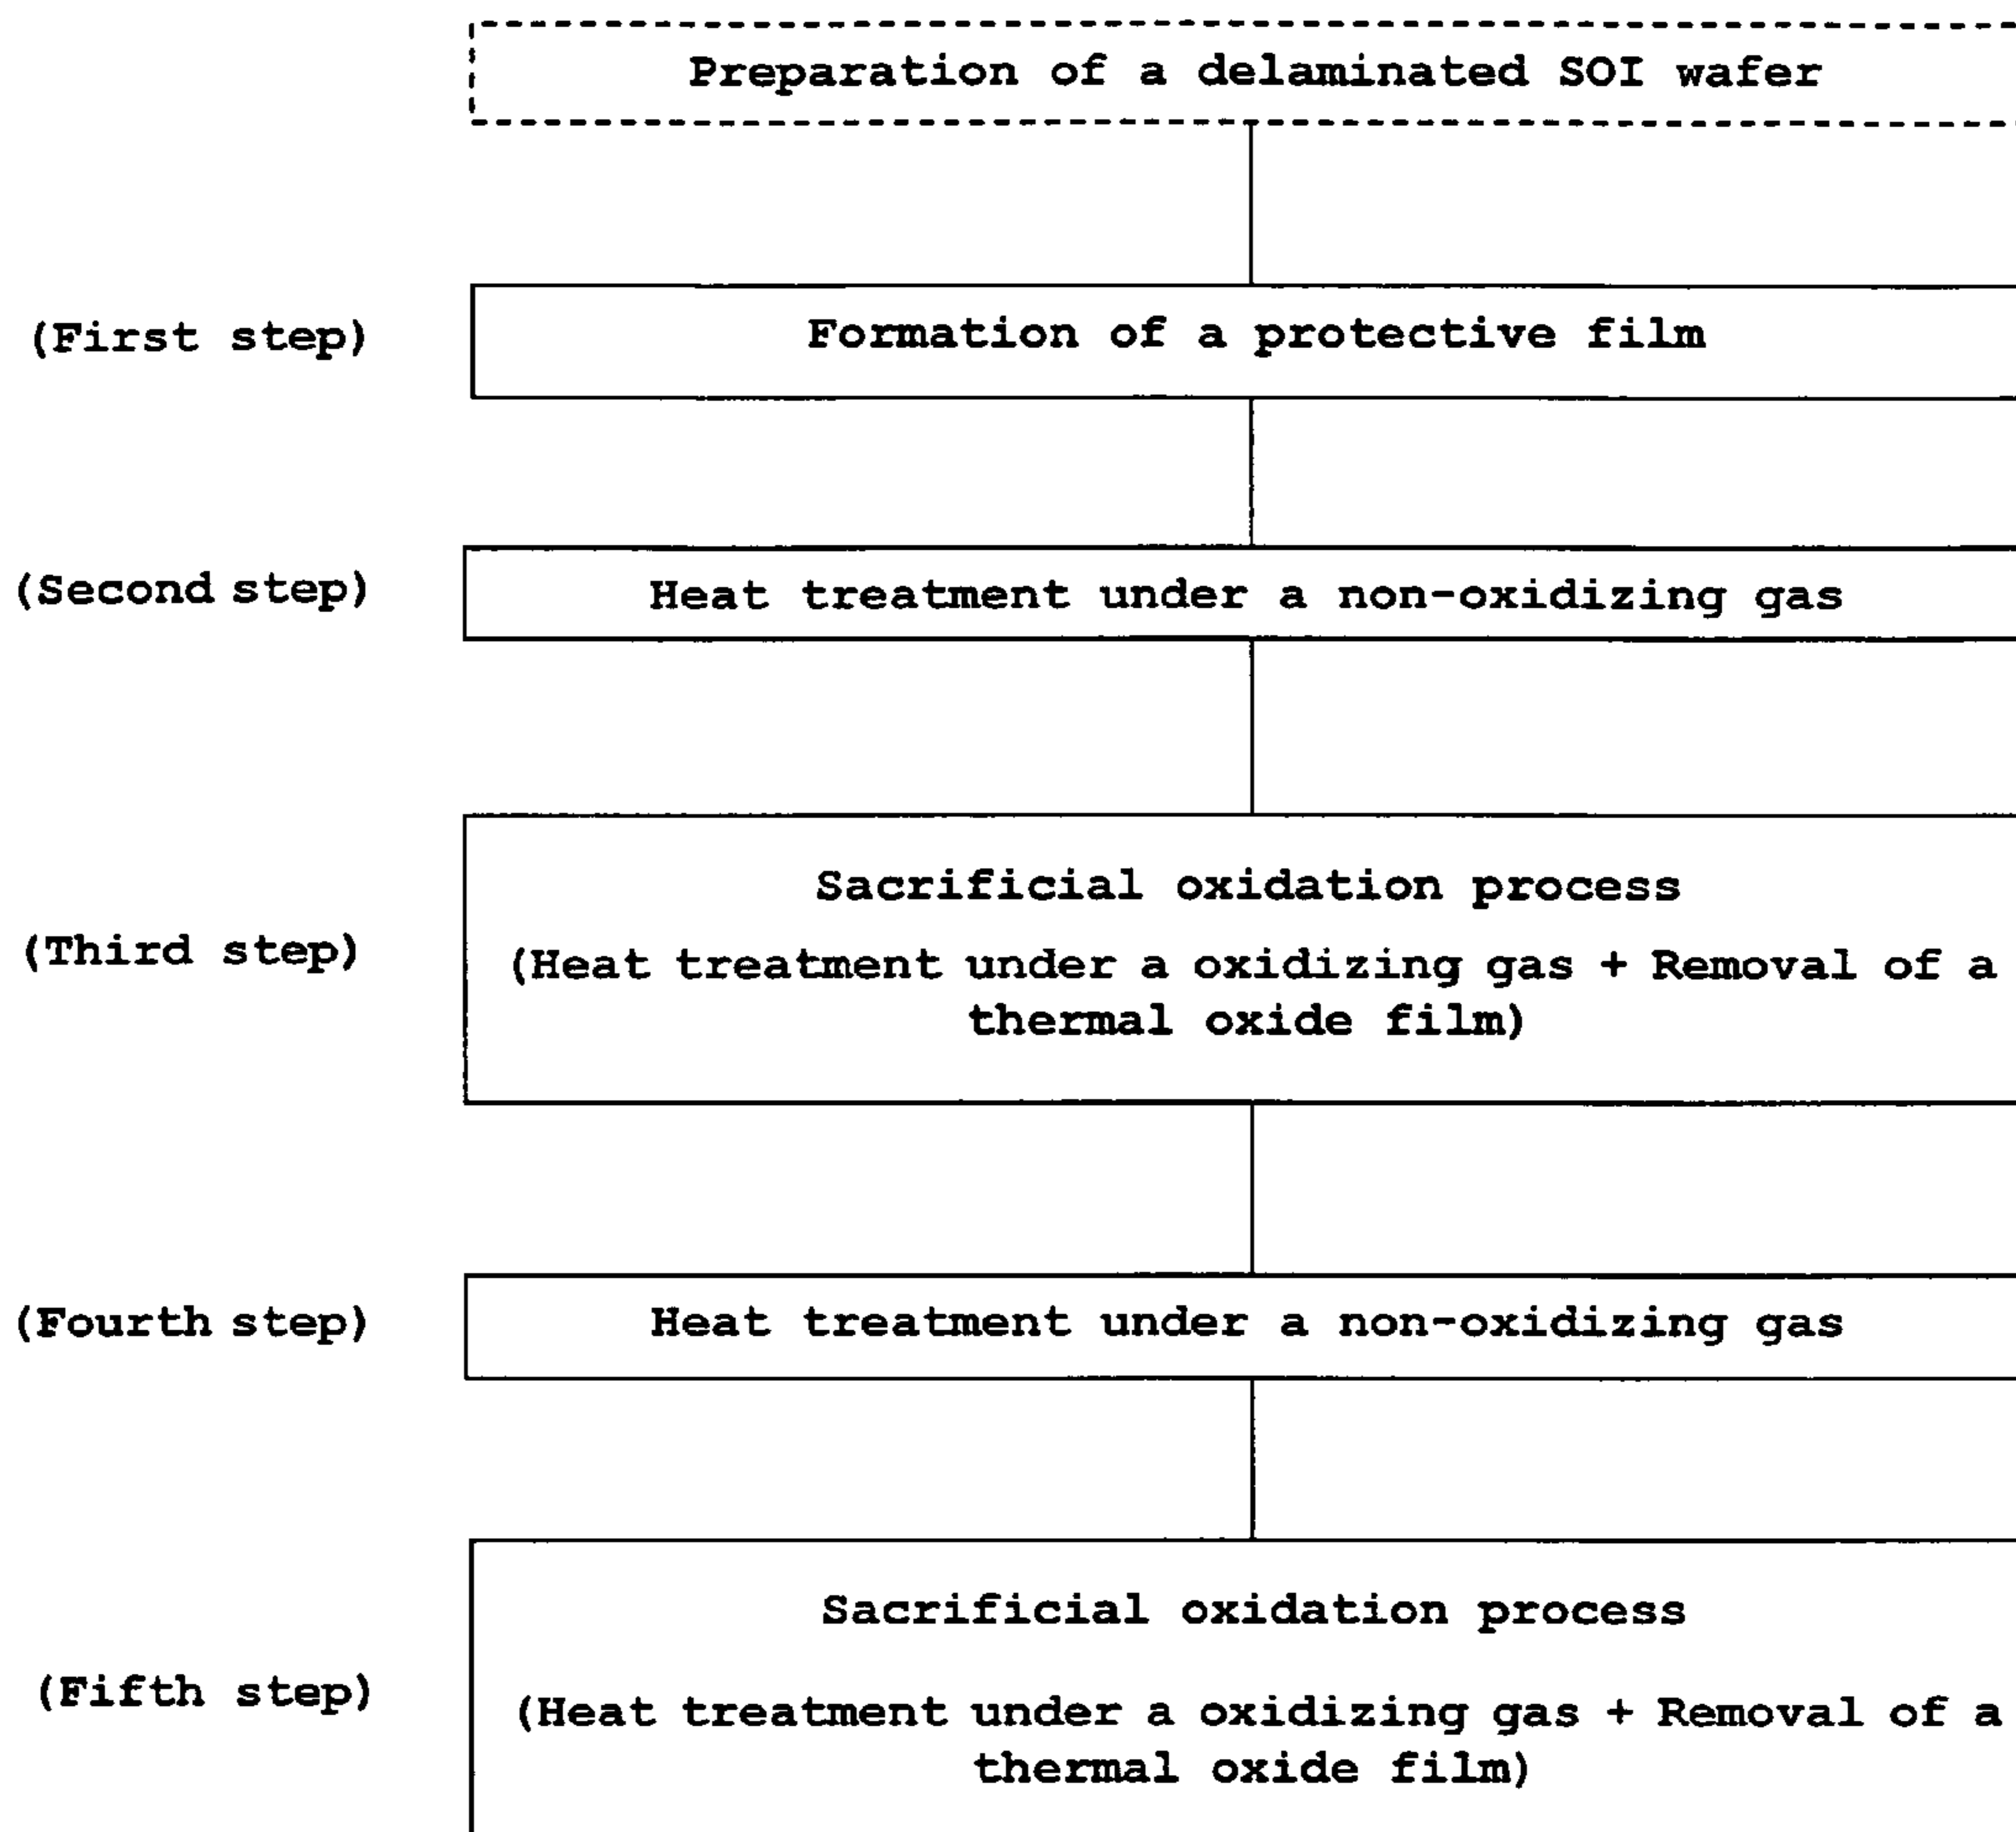 Preparation of a delaminated SOI wafer
(First step)
Formation of a protective film
(Second step)
Heat treatment under a non-oxidizing gas
(Third step)
Sacrificial oxidation process
(Heat treatment under a oxidizing gas + Removal of a
thermal oxide film)
(Fourth step)
Heat treatment under a non-oxidizing gas
(Fifth step)
Sacrificial oxidation process
(Heat treatment under a oxidizing gas + Removal of a
thermal oxide film)